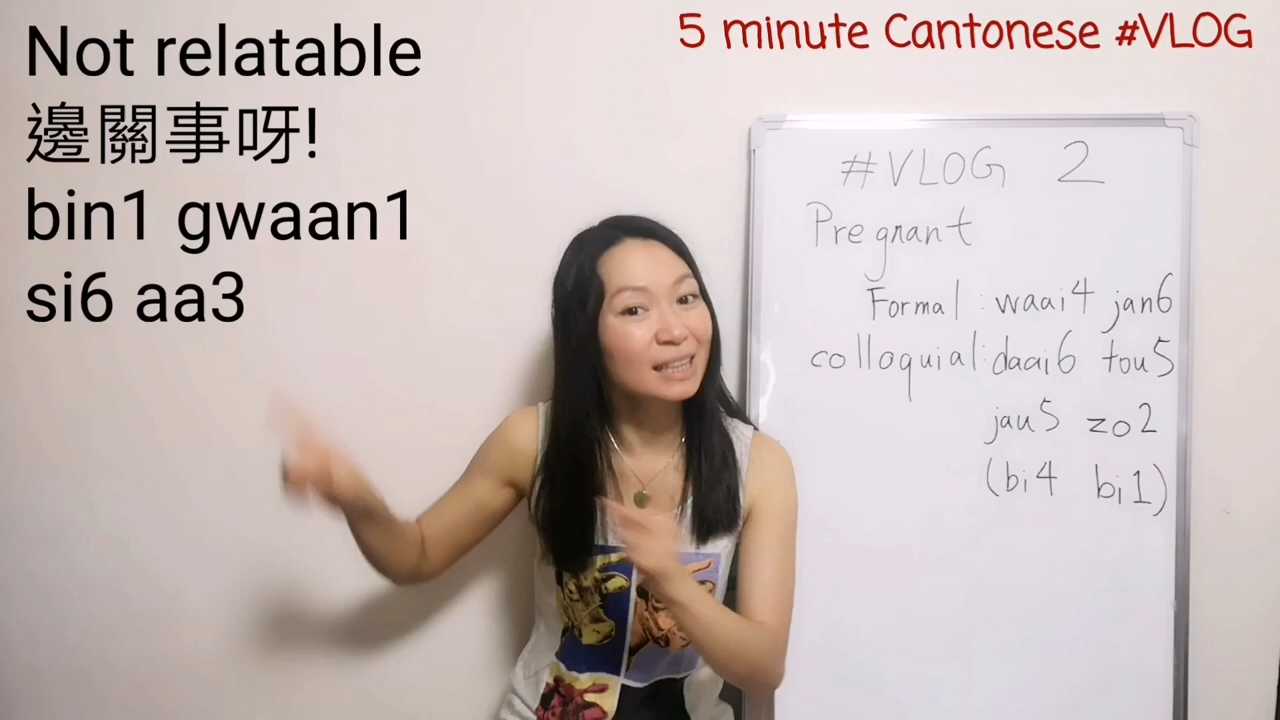 Not relatable
邊關事呀!
bin1 gwaan1
si6 aa3
5 minute Cantonese #VLOG
#VLOG 2
Pregnant
Formal: waai4 jan6
colloquial: daai6 tou5
jau5 zo2
(bi4 bi1)